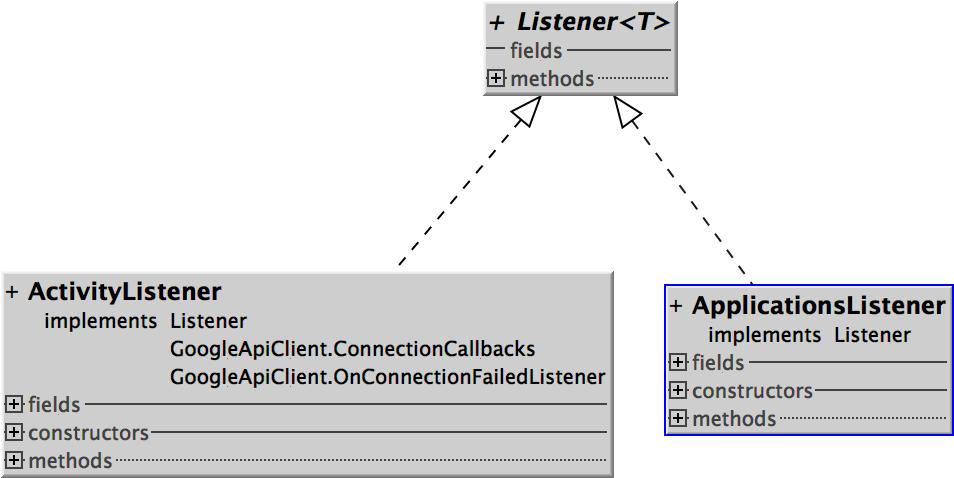 + Listener<T>
fields
+ methods
+ ActivityListener
implements Listener
GoogleApiClient.ConnectionCallbacks
GoogleApiClient.OnConnectionFailedListener
+ fields
+ constructors
+ methods
+ ApplicationsListener
implements Listener
+ fields
+ constructors
+ methods